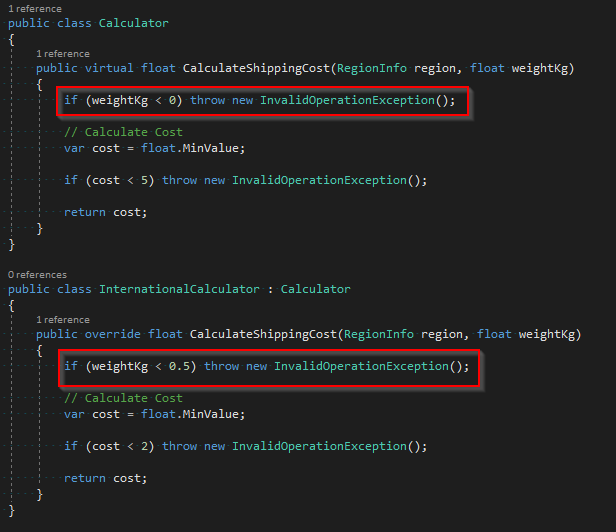 1 reference
public class Calculator
{
1 reference
public virtual float CalculateShippingCost(RegionInfo region, float weightKg)
{
if (weightKg < 0) throw new InvalidOperationException();
// Calculate Cost
var cost = float.MinValue;
if (cost < 5) throw new InvalidOperationException();
return cost;
}
}
0 references
public class InternationalCalculator : Calculator
{
1 reference
public override float CalculateShippingCost(RegionInfo region, float weightKg)
{
if (weightKg < 0.5) throw new InvalidOperationException();
// Calculate Cost
var cost = float.MinValue;
if (cost < 2) throw new InvalidOperationException();
return cost;
}
}